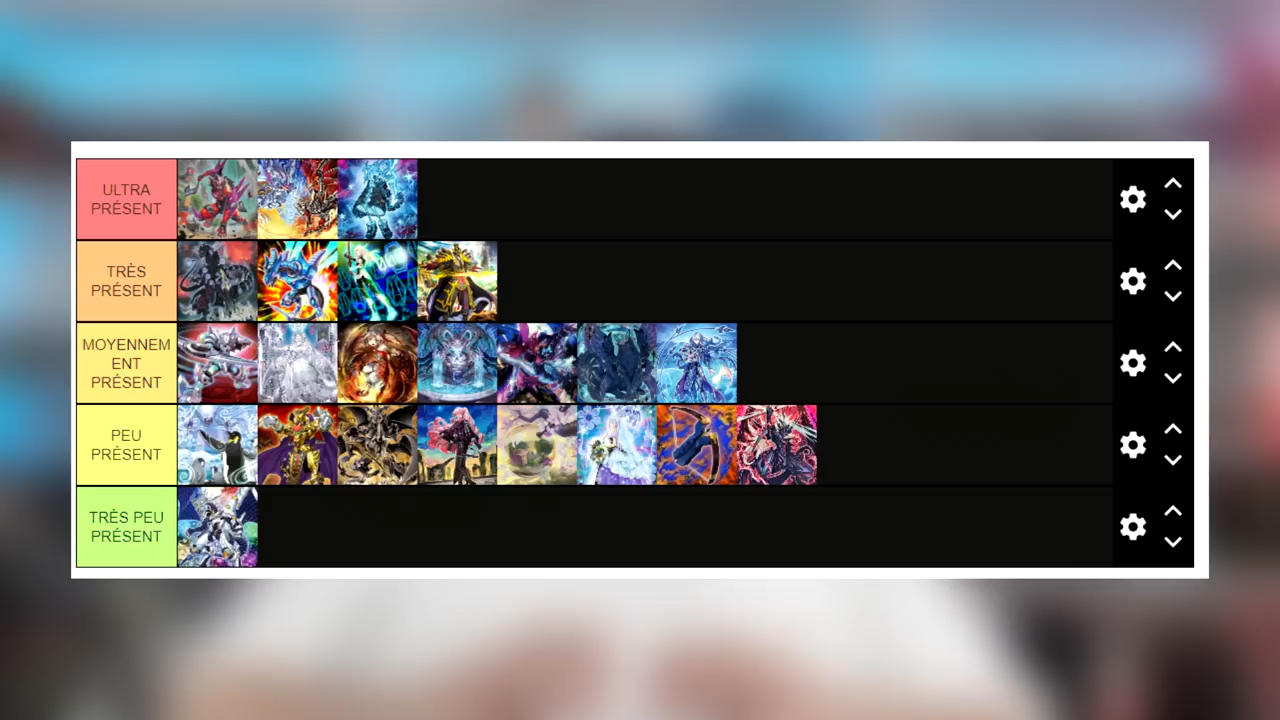 ULTRA
PRÉSENT
TRÈS
PRÉSENT
MOYENNEM
ENT
PRÉSENT
PEU
PRÉSENT
TRÈS PEU
PRÉSENT